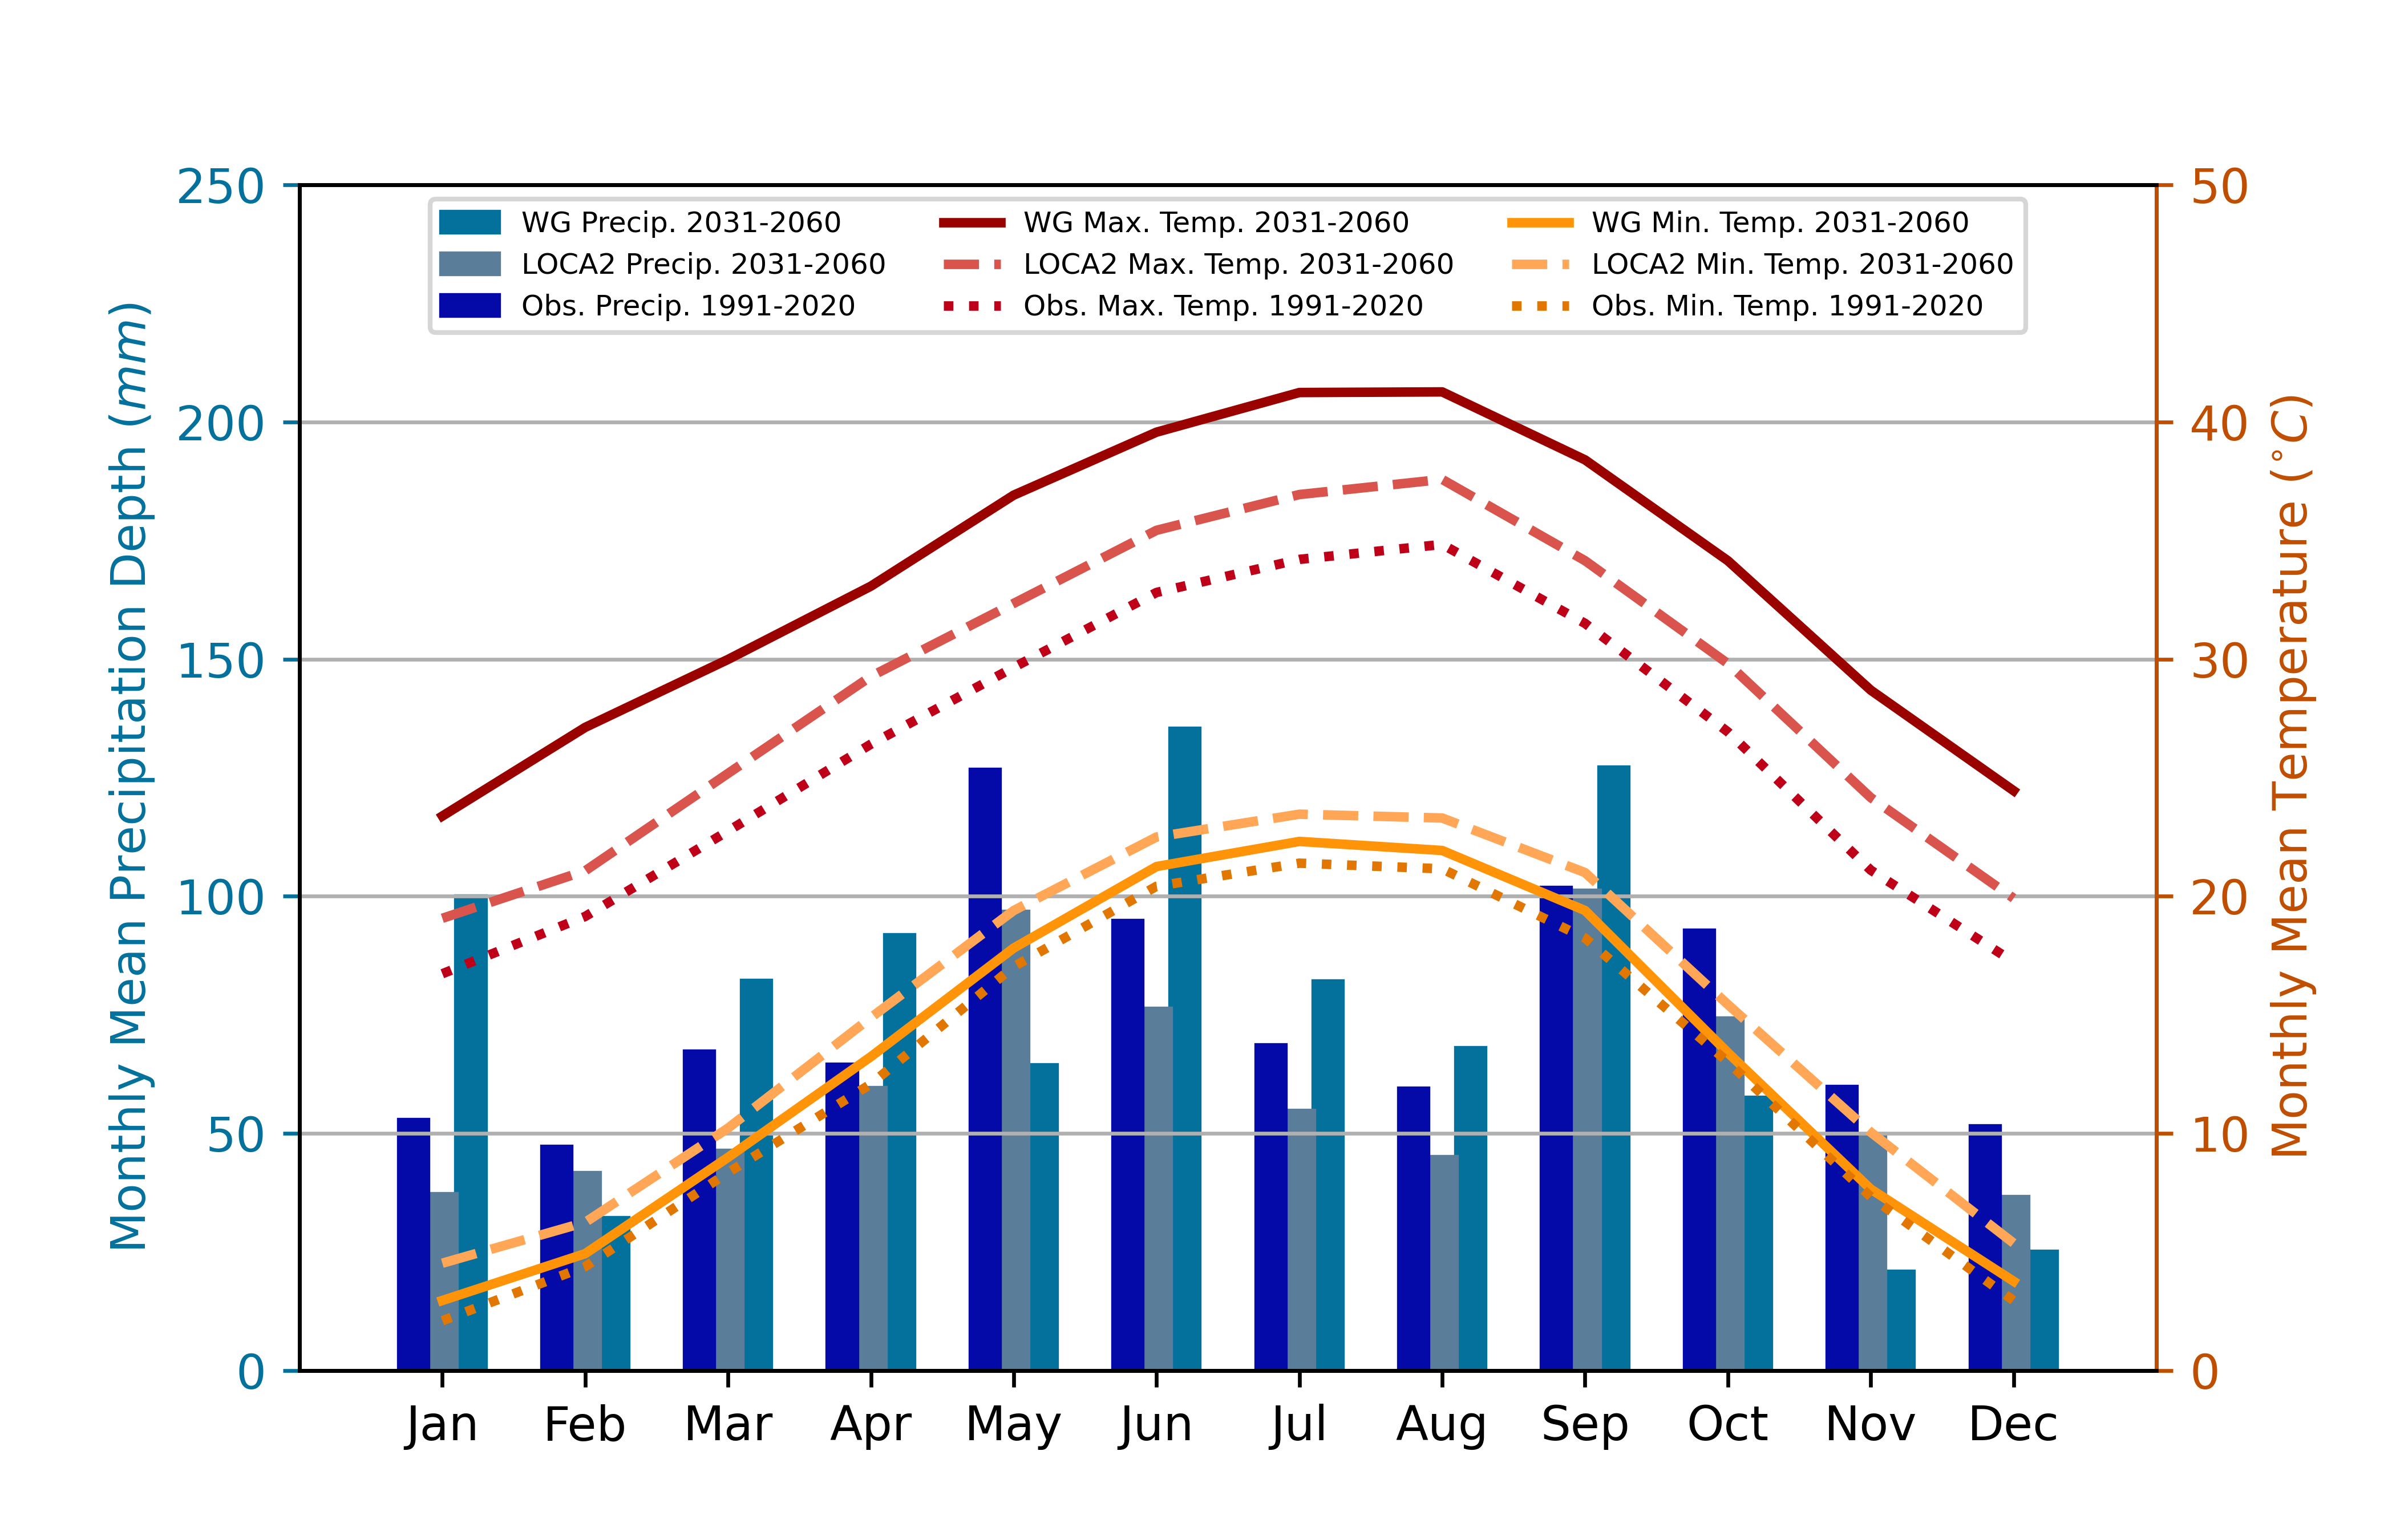 250
200
150
100
50
0
Monthly Mean Precipitation Depth (mm)
WG Precip. 2031-2060
LOCA2 Precip. 2031-2060
Obs. Precip. 1991-2020
WG Max. Temp. 2031-2060
LOCA2 Max. Temp. 2031-2060
Obs. Max. Temp. 1991-2020
WG Min. Temp. 2031-2060
LOCA2 Min. Temp. 2031-2060
Obs. Min. Temp. 1991-2020
50
40
30
20
10
0
Monthly Mean Temperature (°C)
Jan Feb Mar Apr May Jun Jul Aug Sep Oct Nov Dec